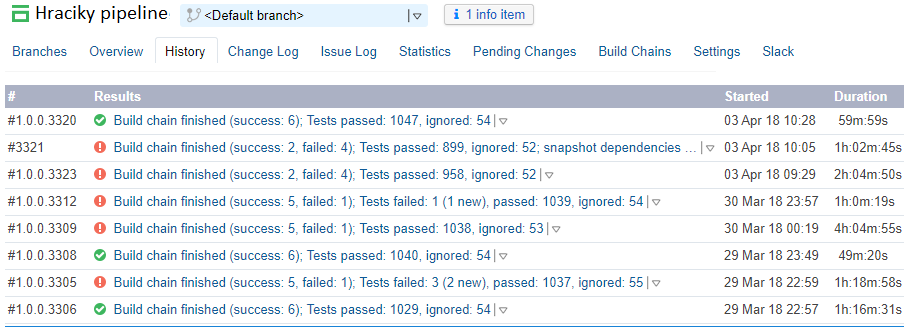 Hraciky pipeline <Default branch> 1 info item
Branches Overview History Change Log Issue Log Statistics Pending Changes Build Chains Settings Slack
# Results Started Duration
#1.0.0.3320 Build chain finished (success: 6); Tests passed: 1047, ignored: 54 03 Apr 18 10:28 59m:59s
#3321 Build chain finished (success: 2, failed: 4); Tests passed: 899, ignored: 52; snapshot dependencies ... 03 Apr 18 10:05 1h:02m:45s
#1.0.0.3323 Build chain finished (success: 2, failed: 4); Tests passed: 958, ignored: 52 03 Apr 18 09:29 2h:04m:50s
#1.0.0.3312 Build chain finished (success: 5, failed: 1); Tests failed: 1 (1 new), passed: 1039, ignored: 54 30 Mar 18 23:57 1h:0m:19s
#1.0.0.3309 Build chain finished (success: 5, failed: 1); Tests passed: 1038, ignored: 53 30 Mar 18 00:19 4h:04m:55s
#1.0.0.3308 Build chain finished (success: 6); Tests passed: 1040, ignored: 54 29 Mar 18 23:49 49m:20s
#1.0.0.3305 Build chain finished (success: 5, failed: 1); Tests failed: 3 (2 new), passed: 1037, ignored: 55 29 Mar 18 22:59 1h:18m:58s
#1.0.0.3306 Build chain finished (success: 6); Tests passed: 1029, ignored: 54 29 Mar 18 22:57 1h:16m:31s